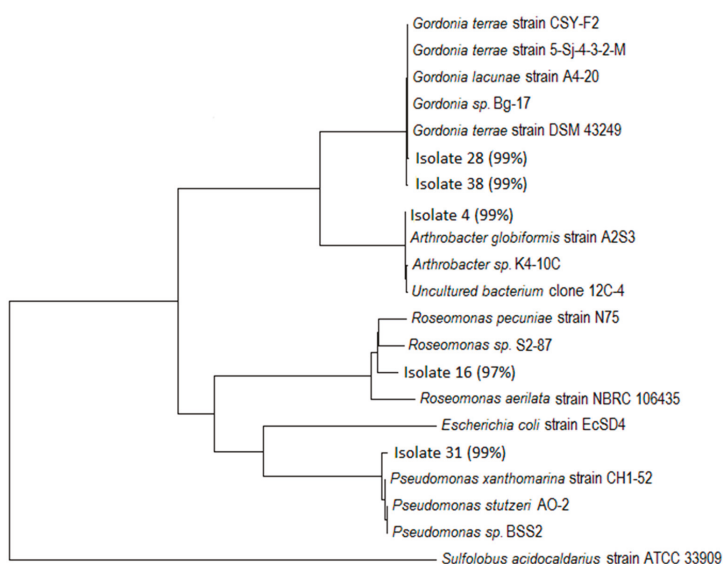 Gordonia terrae strain CSY-F2
Gordonia terrae strain 5-Sj-4-3-2-M
Gordonia lacunae strain A4-20
Gordonia sp. Bg-17
Gordonia terrae strain DSM 43249
Isolate 28 (99%)
Isolate 38 (99%)
Isolate 4 (99%)
Arthrobacter globiformis strain A2S3
Arthrobacter sp. K4-10C
Uncultured bacterium clone 12C-4
Roseomonas pecuniae strain N75
Roseomonas sp. S2-87
Isolate 16 (97%)
Roseomonas aerilata strain NBRC 106435
Escherichia coli strain EcSD4
Isolate 31 (99%)
Pseudomonas xanthomarina strain CH1-52
Pseudomonas stutzeri AO-2
Pseudomonas sp. BSS2
Sulfolobus acidocaldarius strain ATCC 33909